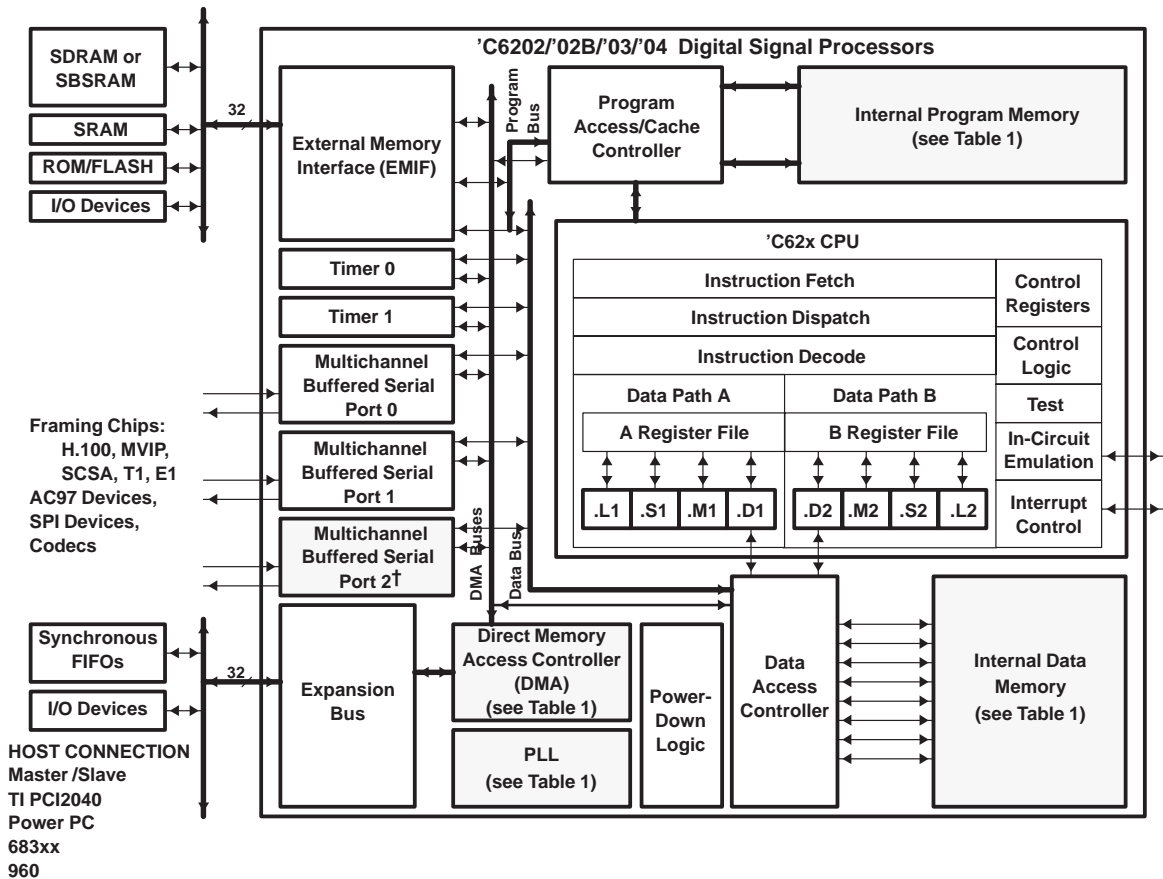 'C6202/'02B/'03/'04 Digital Signal Processors
SDRAM or
SBSRAM
SRAM
ROM/FLASH
I/O Devices
32
External Memory
Interface (EMIF)
Program
Bus
Program
Access/Cache
Controller
Internal Program Memory
(see Table 1)
Timer 0
Timer 1
Multichannel
Buffered Serial
Port 0
Multichannel
Buffered Serial
Port 1
Multichannel
Buffered Serial
Port 2†
Framing Chips:
H.100, MVIP,
SCSA, T1, E1
AC97 Devices,
SPI Devices,
Codecs
DMA Buses
Data Bus
'C62x CPU
Instruction Fetch
Instruction Dispatch
Instruction Decode
Data Path A
Data Path B
A Register File
B Register File
.L1 .S1 .M1 .D1
.D2 .M2 .S2 .L2
Control
Registers
Control
Logic
Test
In-Circuit
Emulation
Interrupt
Control
Synchronous
FIFOs
I/O Devices
32
Expansion
Bus
Direct Memory
Access Controller
(DMA)
(see Table 1)
PLL
(see Table 1)
Power-
Down
Logic
Data
Access
Controller
Internal Data
Memory
(see Table 1)
HOST CONNECTION
Master /Slave
TI PCI2040
Power PC
683xx
960